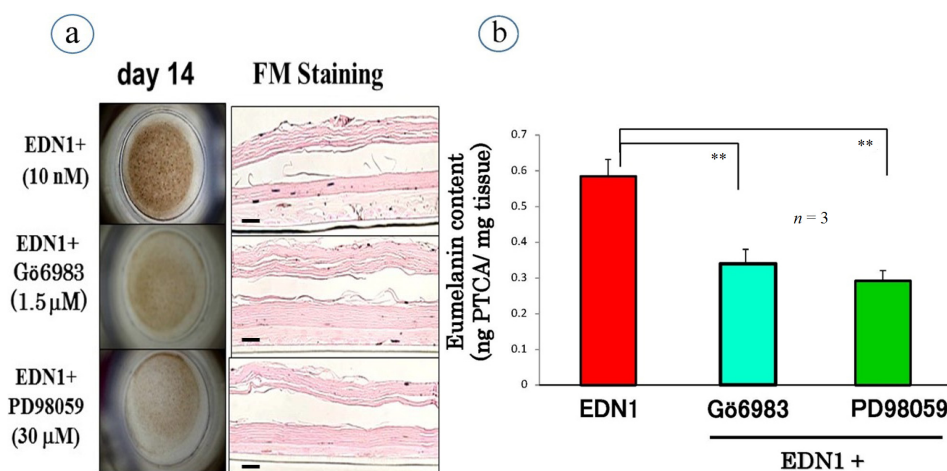 a
day 14
FM Staining
EDN1+
(10 nM)
EDN1+
Gö6983
(1.5 µM)
EDN1+
PD98059
(30 µM)
b
Eumelanin content
(ng PTCA/ mg tissue)
0.7
0.6
0.5
0.4
0.3
0.2
0.1
0
**
**
n = 3
EDN1
Gö6983
PD98059
EDN1 +